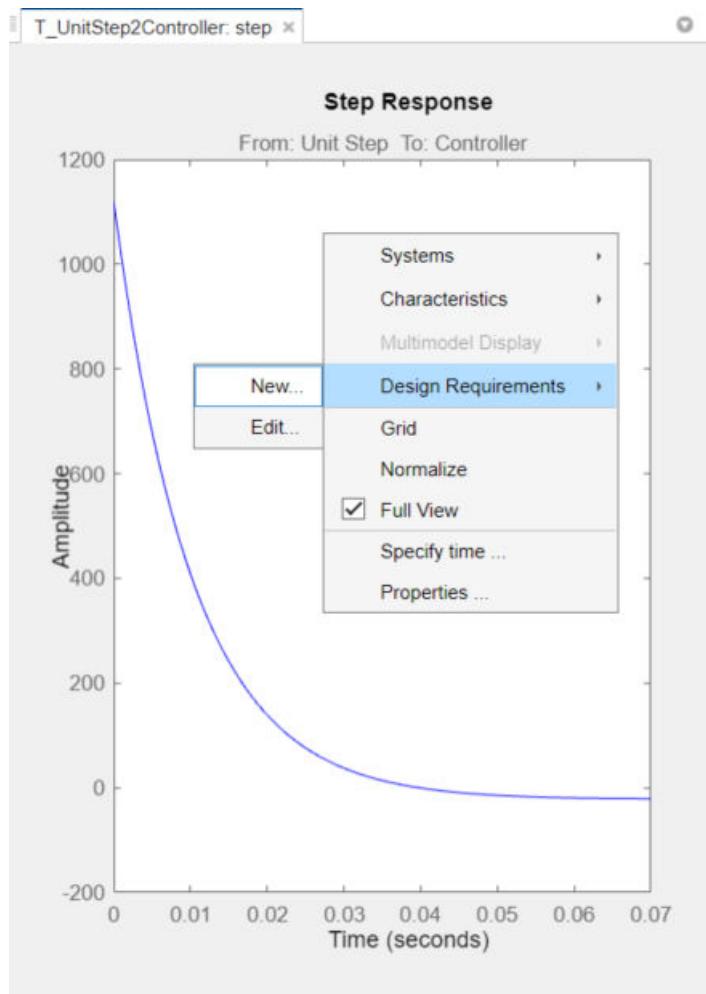 T_UnitStep2Controller: step ×
Step Response
From: Unit Step To: Controller
1200
1000
800
600
400
200
0
-200
Amplitude
Systems
Characteristics
Multimodel Display
Design Requirements
New...
Edit...
Grid
Normalize
Full View
Specify time ...
Properties ...
0 0.01 0.02 0.03 0.04 0.05 0.06 0.07
Time (seconds)